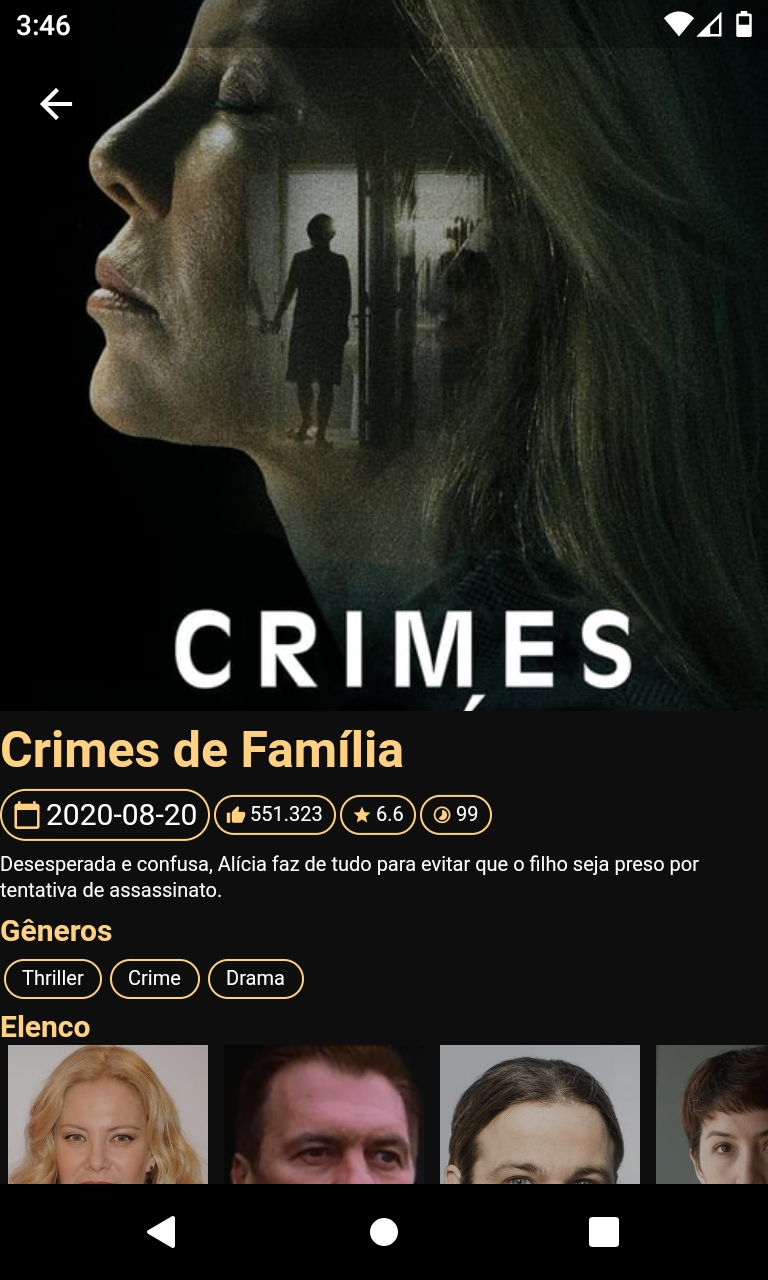 3:46
CRIMES
Crimes de Família
2020-08-20 551.323 6.6 99
Desesperada e confusa, Alícia faz de tudo para evitar que o filho seja preso por
tentativa de assassinato.
Gêneros
Thriller Crime Drama
Elenco